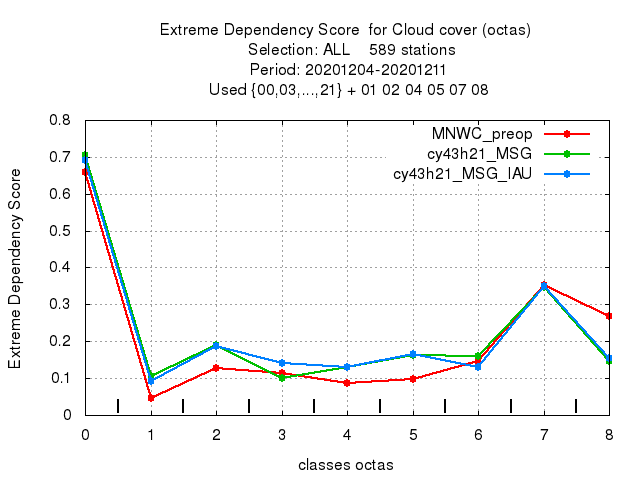 Extreme Dependency Score  for Cloud cover (octas)
Selection: ALL    589 stations
Period: 20201204-20201211
Used {00,03,...,21} + 01 02 04 05 07 08
MNWC_preop
cy43h21_MSG
cy43h21_MSG_IAU
Extreme Dependency Score
0.8
0.7
0.6
0.5
0.4
0.3
0.2
0.1
0
0 1 2 3 4 5 6 7 8
classes octas